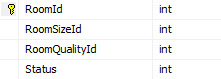 RoomId int
RoomSizeId int
RoomQualityId int
Status int